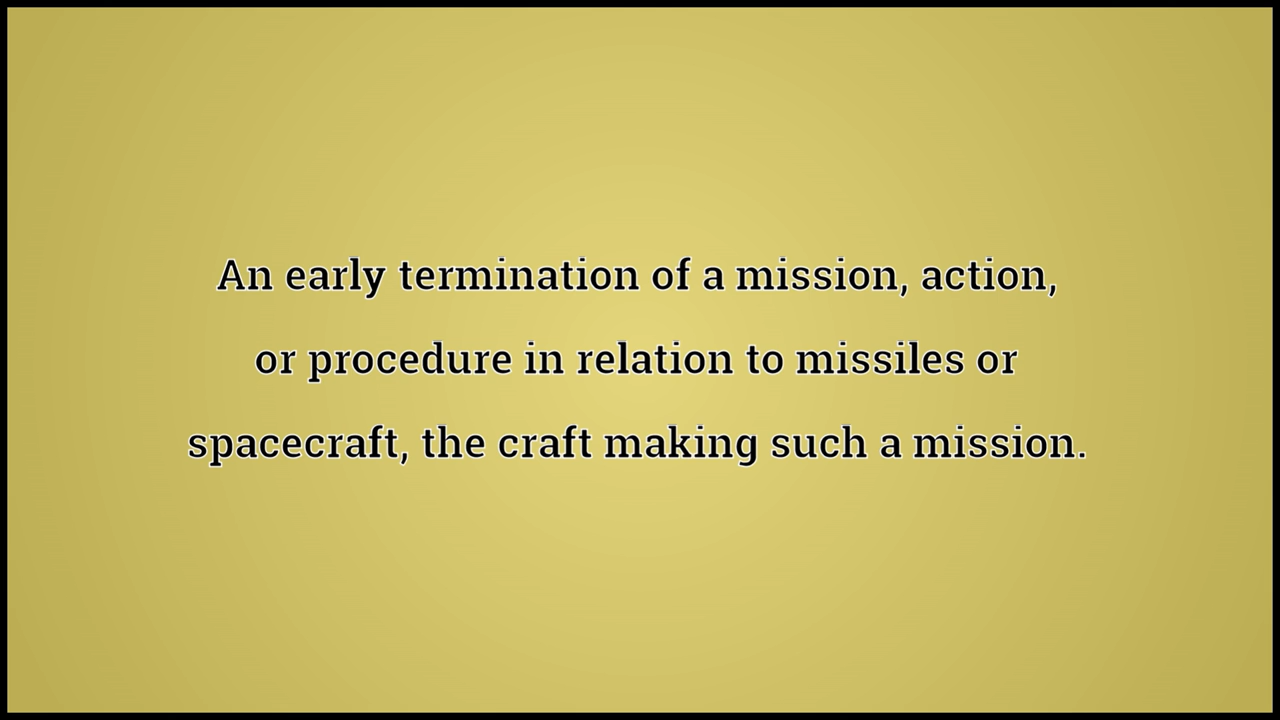 An early termination of a mission, action,
or procedure in relation to missiles or
spacecraft, the craft making such a mission.